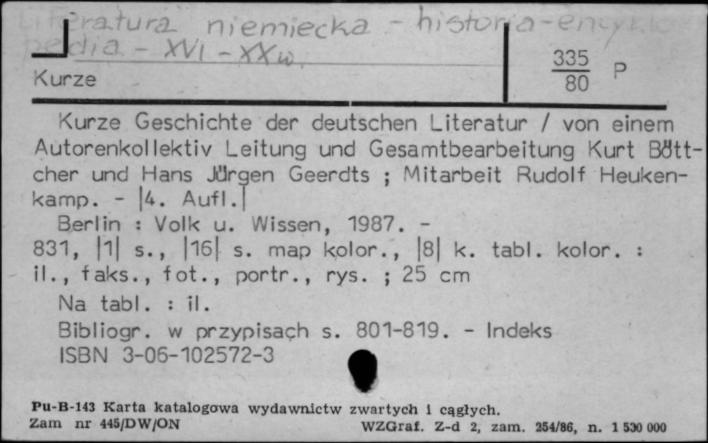 Literatura niemiecka - historia - encyklo
pedia - XVI - XX w.
335
80 P
Kurze
Kurze Geschichte der deutschen Literatur / von einem
Autorenkollektiv Leitung und Gesamtbearbeitung Kurt Bött-
cher und Hans Jürgen Geerdts ; Mitarbeit Rudolf Heuken-
kamp. - |4. Aufl.|
Berlin : Volk u. Wissen, 1987. -
831, |1| s., |16| s. map kolor., |8| k. tabl. kolor. :
il., faks., fot., portr., rys. ; 25 cm
Na tabl. : il.
Bibliogr. w przypisach s. 801-819. - Indeks
ISBN 3-06-102572-3
Pu-B-143 Karta katalogowa wydawnictw zwartych i ciągłych.
Zam nr 445/DW/ON WZGraf. Z-d 2, zam. 254/86, n. 1 530 000